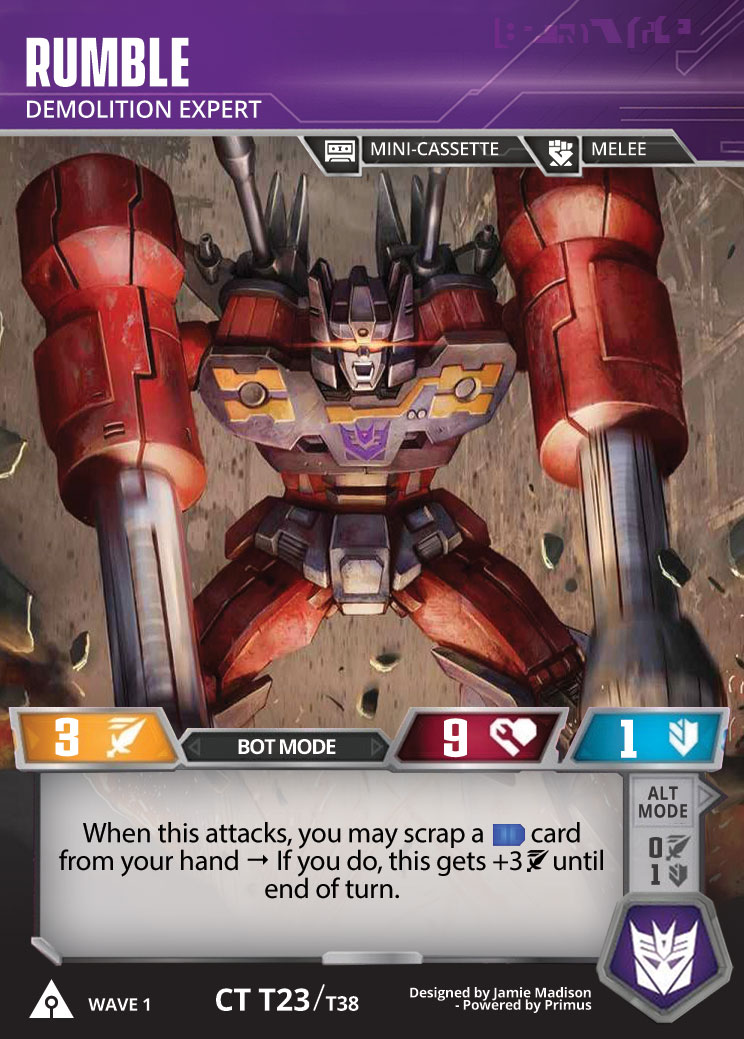 RUMBLE
DEMOLITION EXPERT
MINI-CASSETTE
MELEE
3
BOT MODE
9
1
When this attacks, you may scrap a card
from your hand → If you do, this gets +3 until
end of turn.
ALT
MODE
0
1
WAVE 1
CT T23/T38
Designed by Jamie Madison
- Powered by Primus